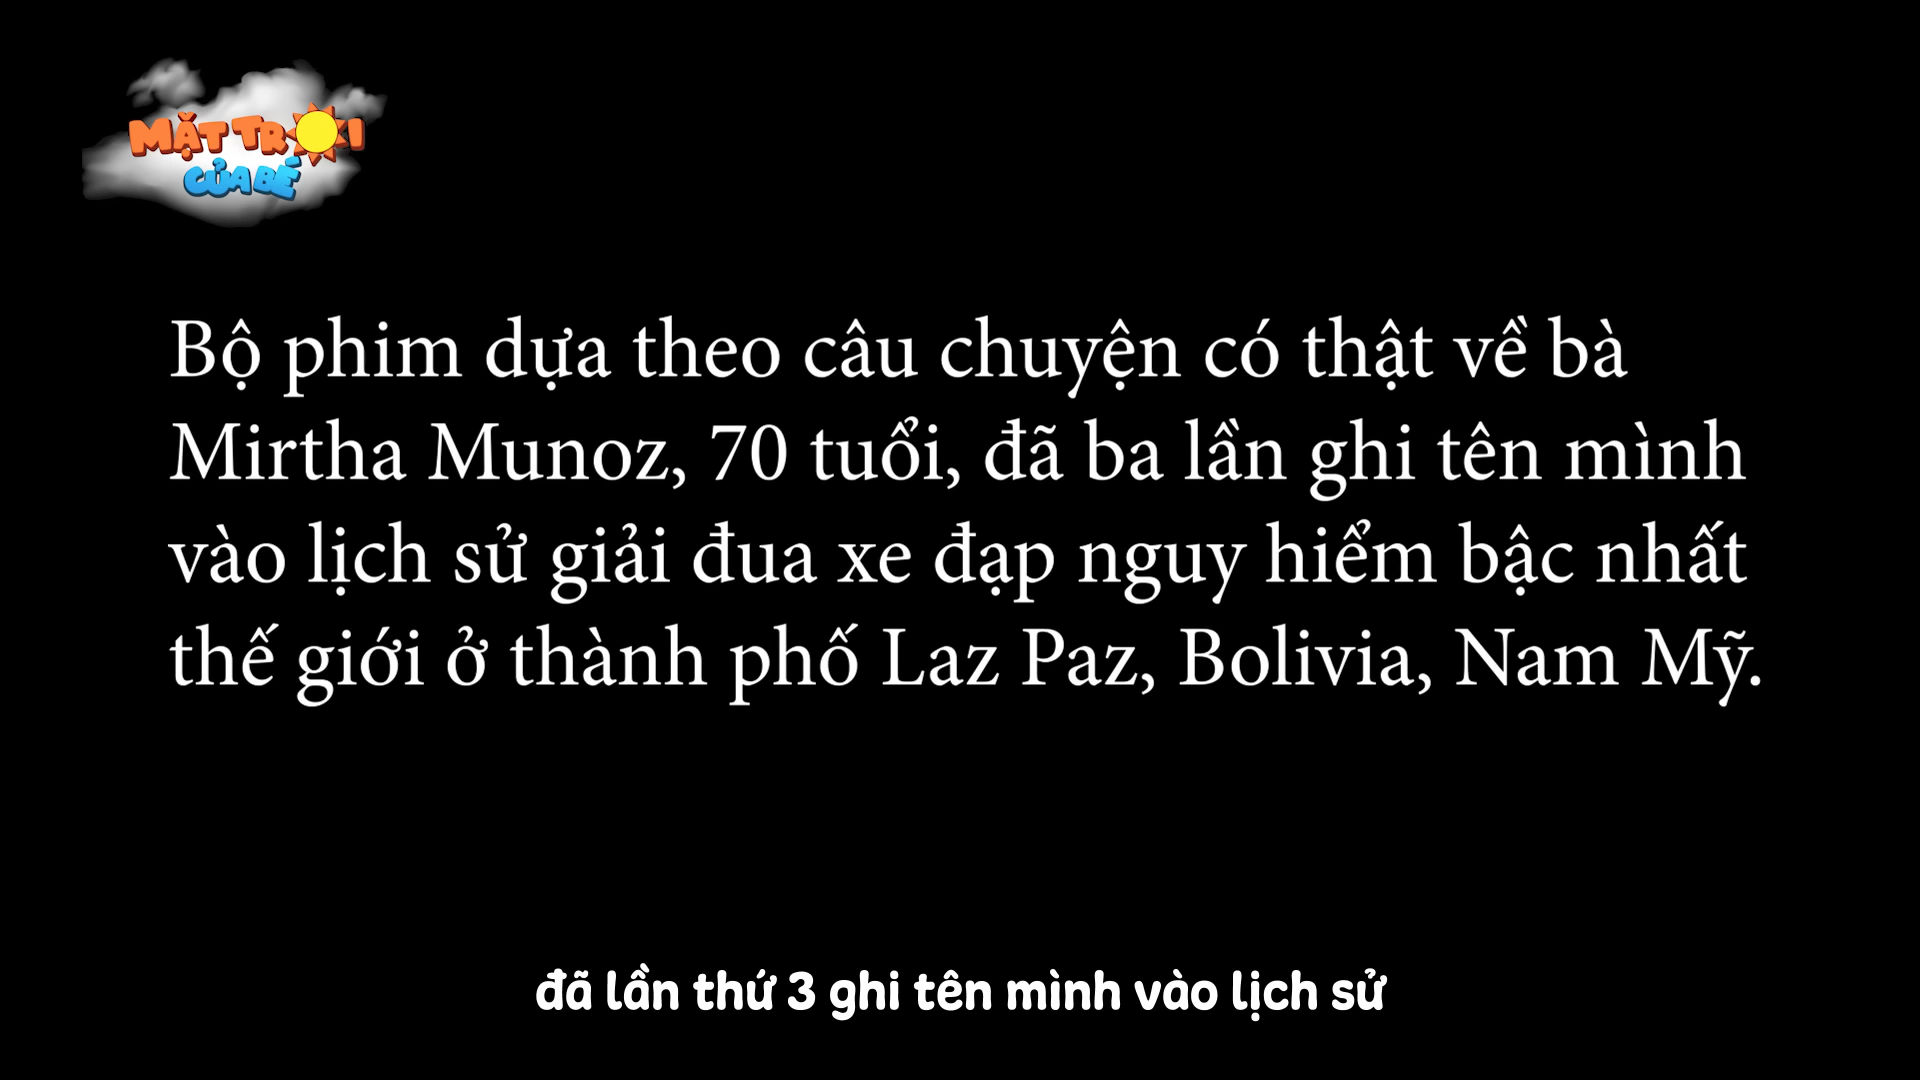 MẶT TRỜI
CỦA BÉ
Bộ phim dựa theo câu chuyện có thật về bà
Mirtha Munoz, 70 tuổi, đã ba lần ghi tên mình
vào lịch sử giải đua xe đạp nguy hiểm bậc nhất
thế giới ở thành phố Laz Paz, Bolivia, Nam Mỹ.
đã lần thứ 3 ghi tên mình vào lịch sử